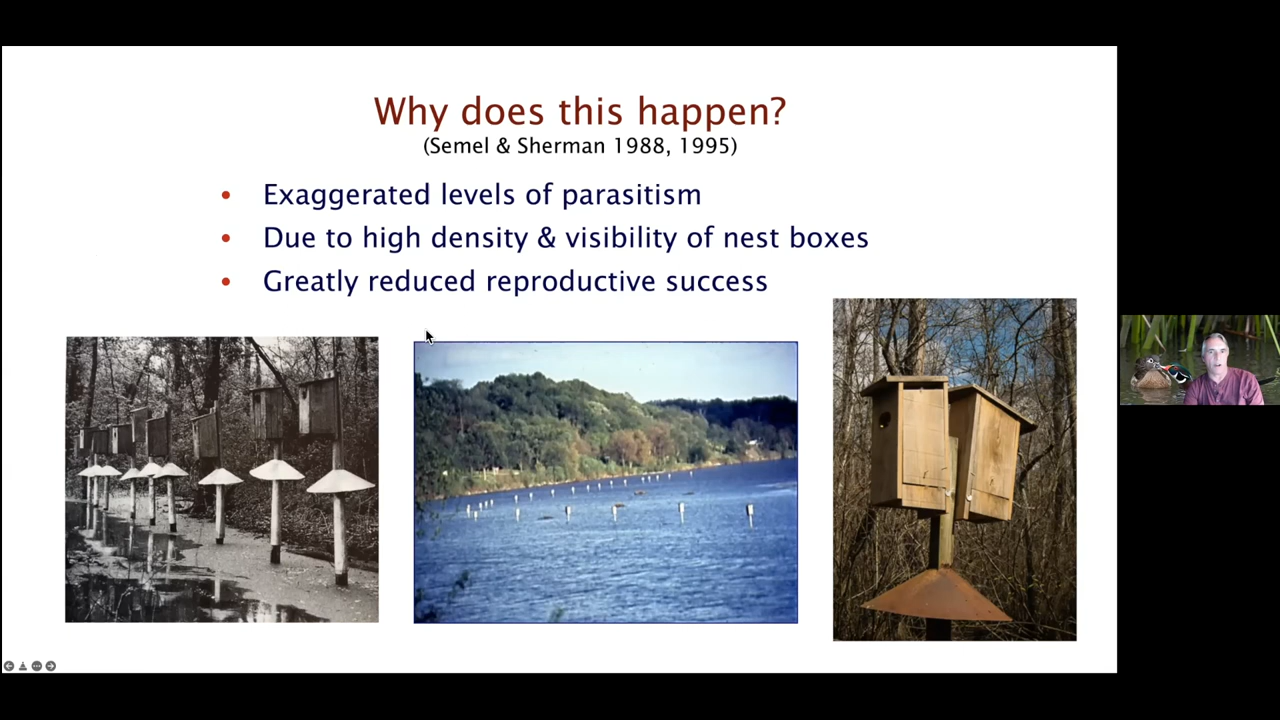 Why does this happen?
(Semel & Sherman 1988, 1995)
• Exaggerated levels of parasitism
• Due to high density & visibility of nest boxes
• Greatly reduced reproductive success